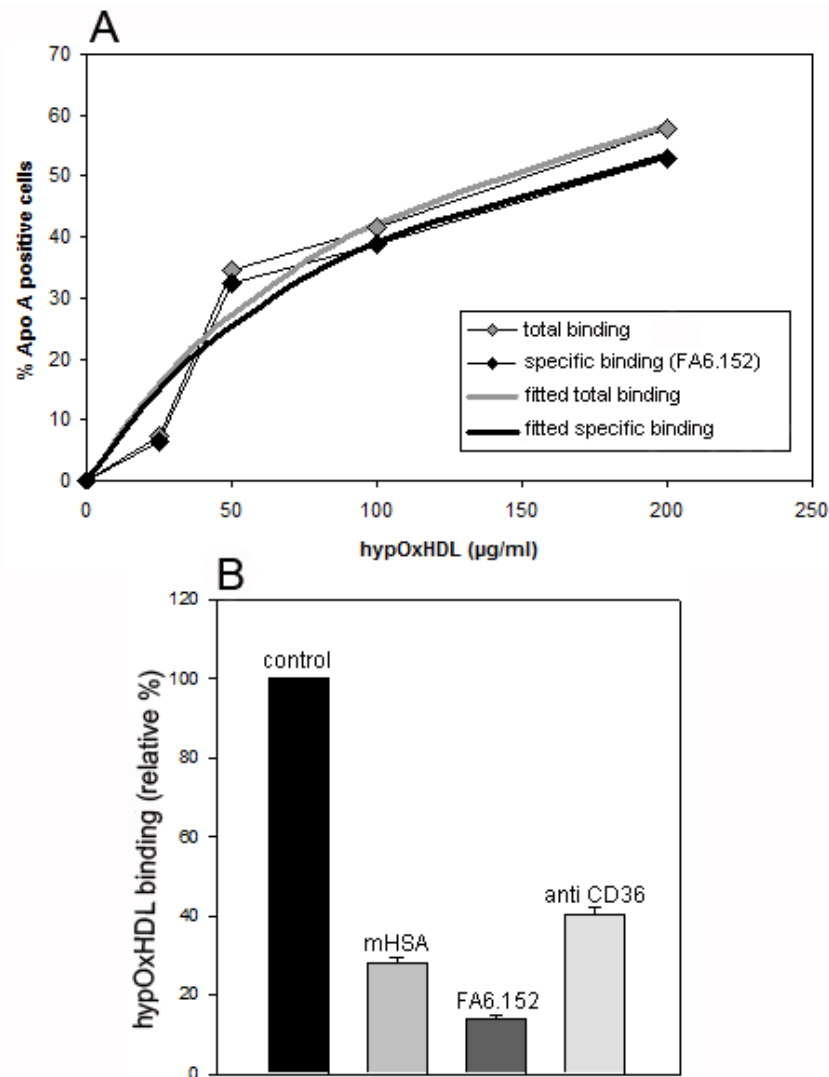 A
70
60
50
40
30
20
10
0
% Apo A positive cells
total binding
specific binding (FA6.152)
fitted total binding
fitted specific binding
0 50 100 150 200 250
hypOxHDL (µg/ml)
B
120
100
80
60
40
20
0
hypOxHDL binding (relative %)
control
mHSA
FA6.152
anti CD36